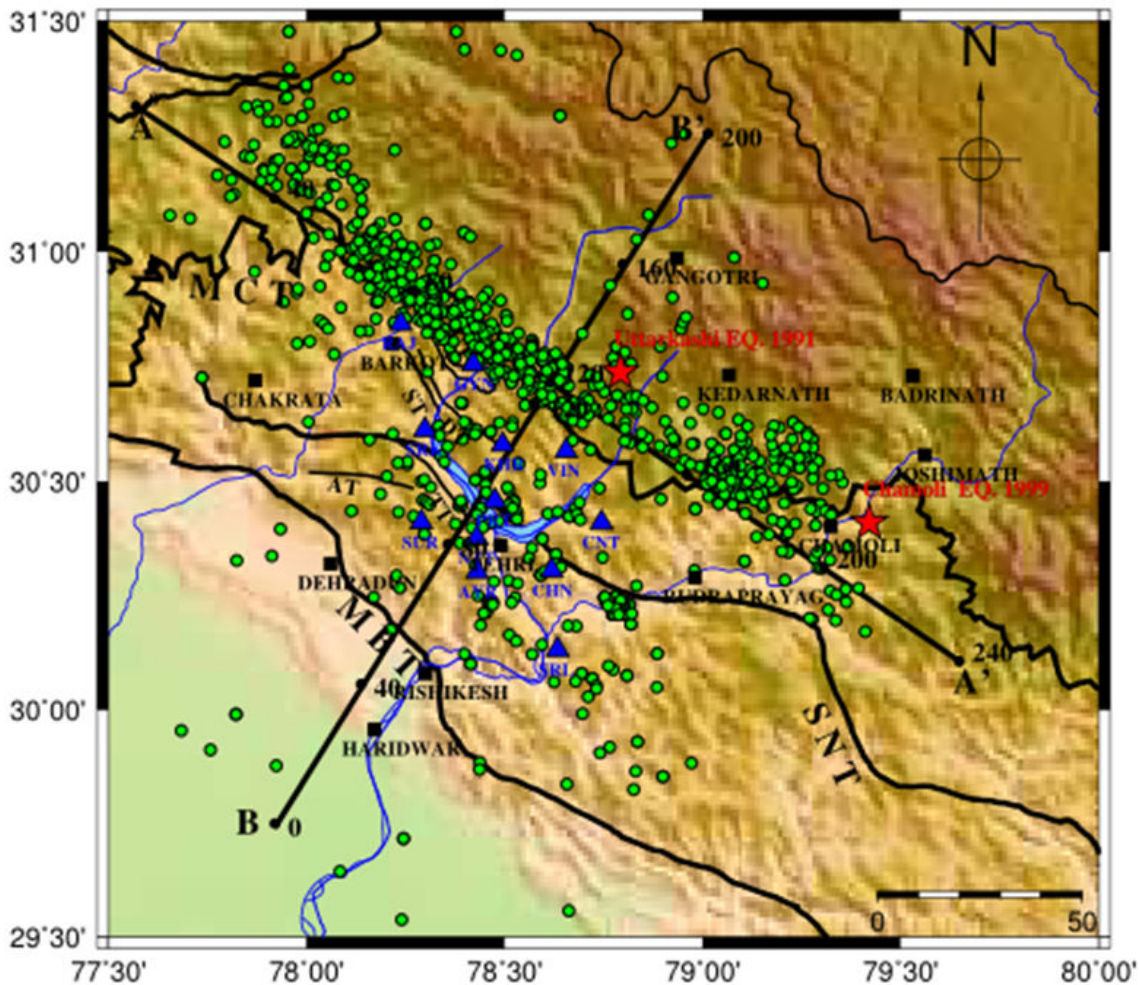 31°30'
N
B'
200
A
31°00'
160
GANGOTRI
M C T
Uttarkashi EQ. 1991
BARKOT
KEDARNATH
BADRINATH
CHAKRATA
VIN
JOSHIMATH
30°30'
AT
Chamoli EQ. 1999
SUR
CNT
CHAMOLI
TEHRI
200
DEHRADUN
CHN
RUDRAPRAYAG
M B T
SRI
240
A'
40
RISHIKESH
30°00'
HARIDWAR
SNT
B
0
0
50
29°30'
77°30'
78°00'
78°30'
79°00'
79°30'
80°00'